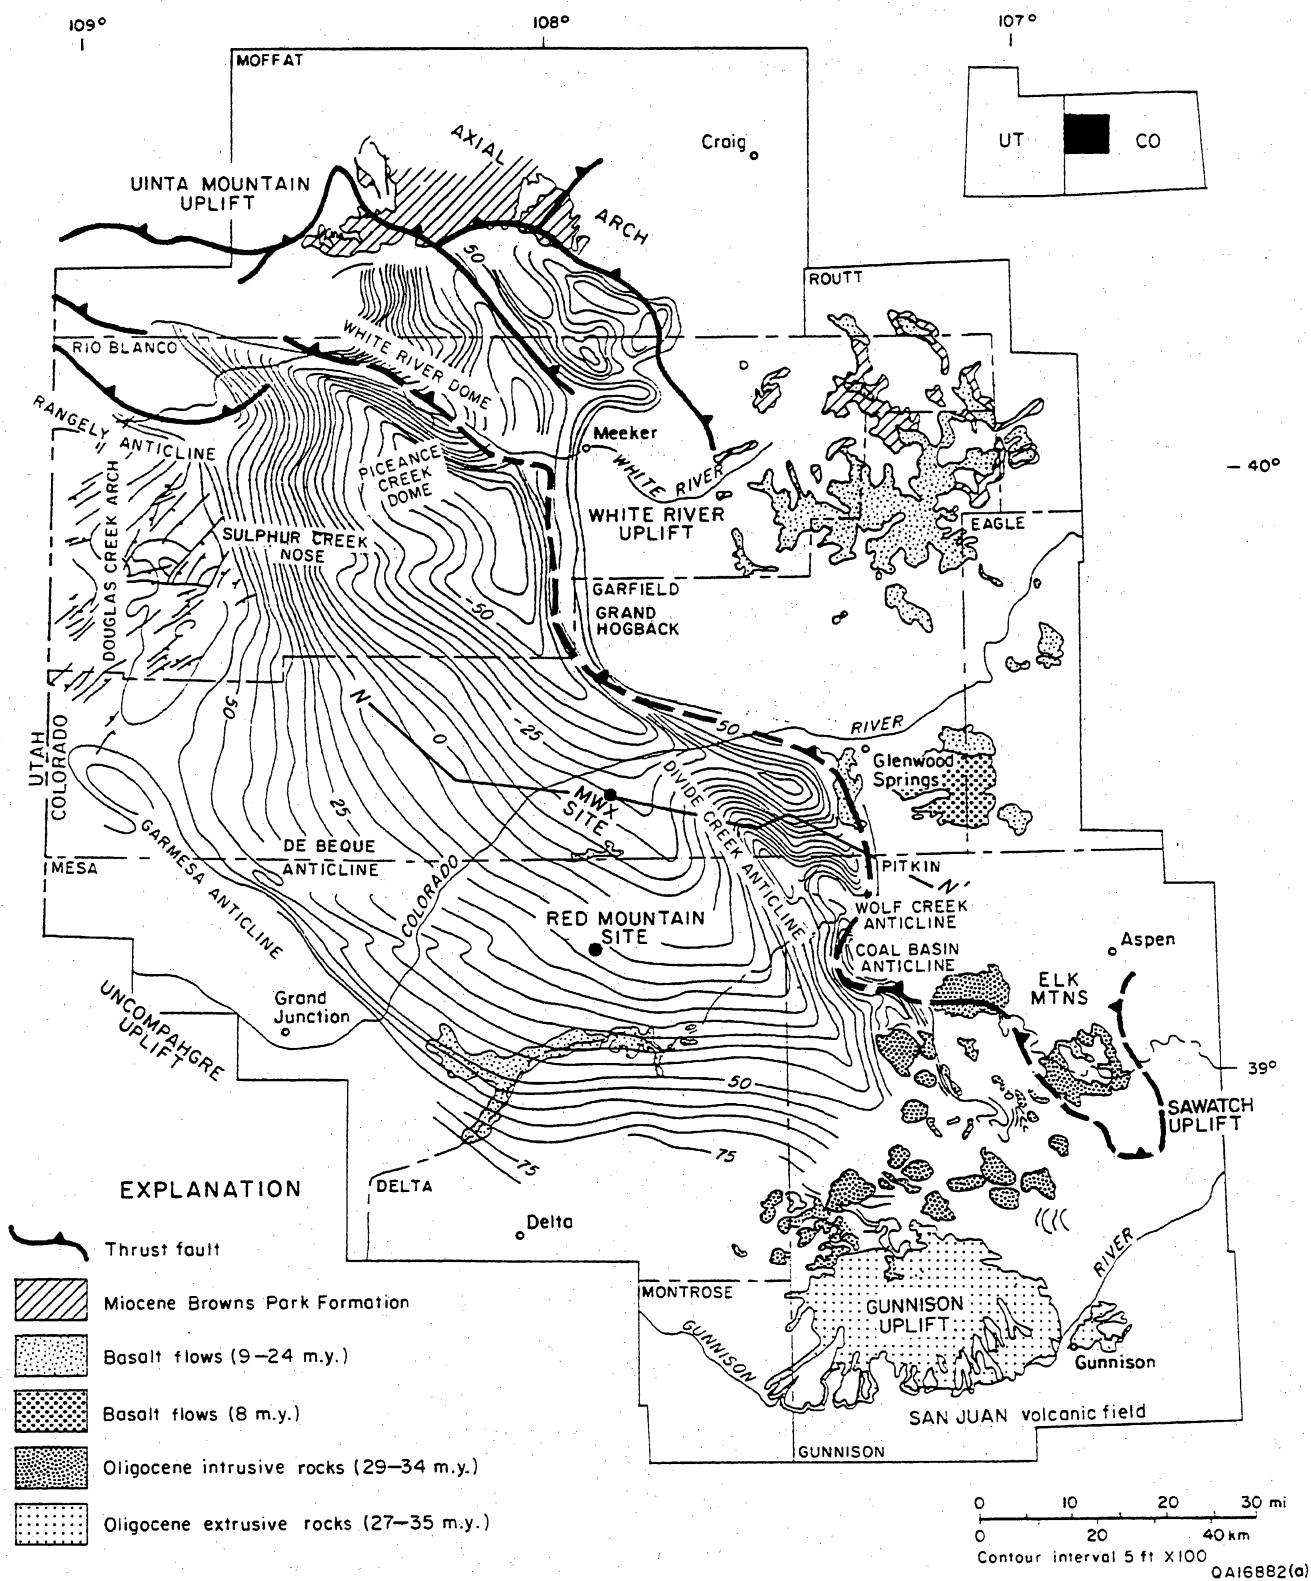 109°
108°
107°
MOFFAT
AXIAL
Craig
UT
CO
UINTA MOUNTAIN
UPLIFT
ARCH
50
ROUTT
RIO BLANCO
WHITE RIVER DOME
RANGELY ANTICLINE
Meeker
WHITE RIVER
40°
PICEANCE
CREEK
DOME
DOUGLAS CREEK ARCH
SULPHUR CREEK
NOSE
WHITE RIVER
UPLIFT
EAGLE
GARFIELD
GRAND
HOGBACK
-50
N
50
-25
0
50
RIVER
UTAH
COLORADO
Glenwood
Springs
25
MWX
SITE
DIVIDE CREEK ANTICLINE
GARMESA ANTICLINE
DE BEQUE
ANTICLINE
MESA
COLORADO
PITKIN
N'
WOLF CREEK
ANTICLINE
RED MOUNTAIN
SITE
COAL BASIN
ANTICLINE
Aspen
ELK
MTNS
UNCOMPAHGRE
UPLIFT
Grand
Junction
39°
50
SAWATCH
UPLIFT
75
75
DELTA
Delta
RIVER
MONTROSE
GUNNISON
UPLIFT
GUNNISON
Gunnison
SAN JUAN volcanic field
GUNNISON
EXPLANATION
Thrust fault
Miocene Browns Park Formation
Basalt flows (9–24 m.y.)
Basalt flows (8 m.y.)
Oligocene intrusive rocks (29–34 m.y.)
Oligocene extrusive rocks (27–35 m.y.)
0 10 20 30 mi
0 20 40 km
Contour interval 5 ft X100
QA16882(a)